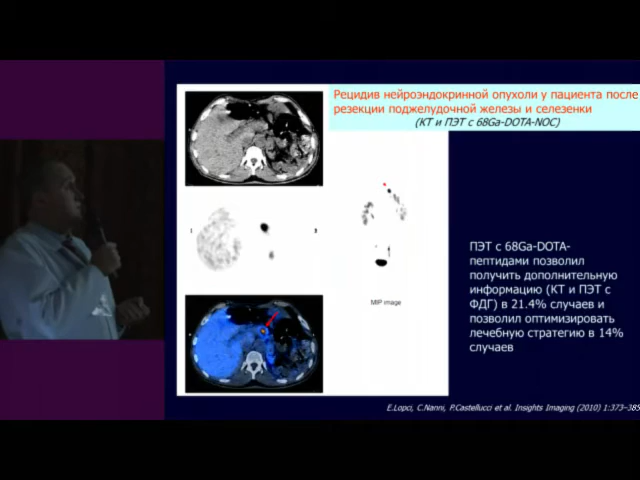 Рецидив нейроэндокринной опухоли у пациента после
резекции поджелудочной железы и селезенки
(КТ и ПЭТ с 68Ga-DOTA-NOC)
MIP image
ПЭТ с 68Ga-DOTA-
пептидами позволил
получить дополнительную
информацию (КТ и ПЭТ с
ФДГ) в 21.4% случаев и
позволил оптимизировать
лечебную стратегию в 14%
случаев
E.Lopci, C.Nanni, P.Castellucci et al. Insights Imaging (2010) 1:373–385